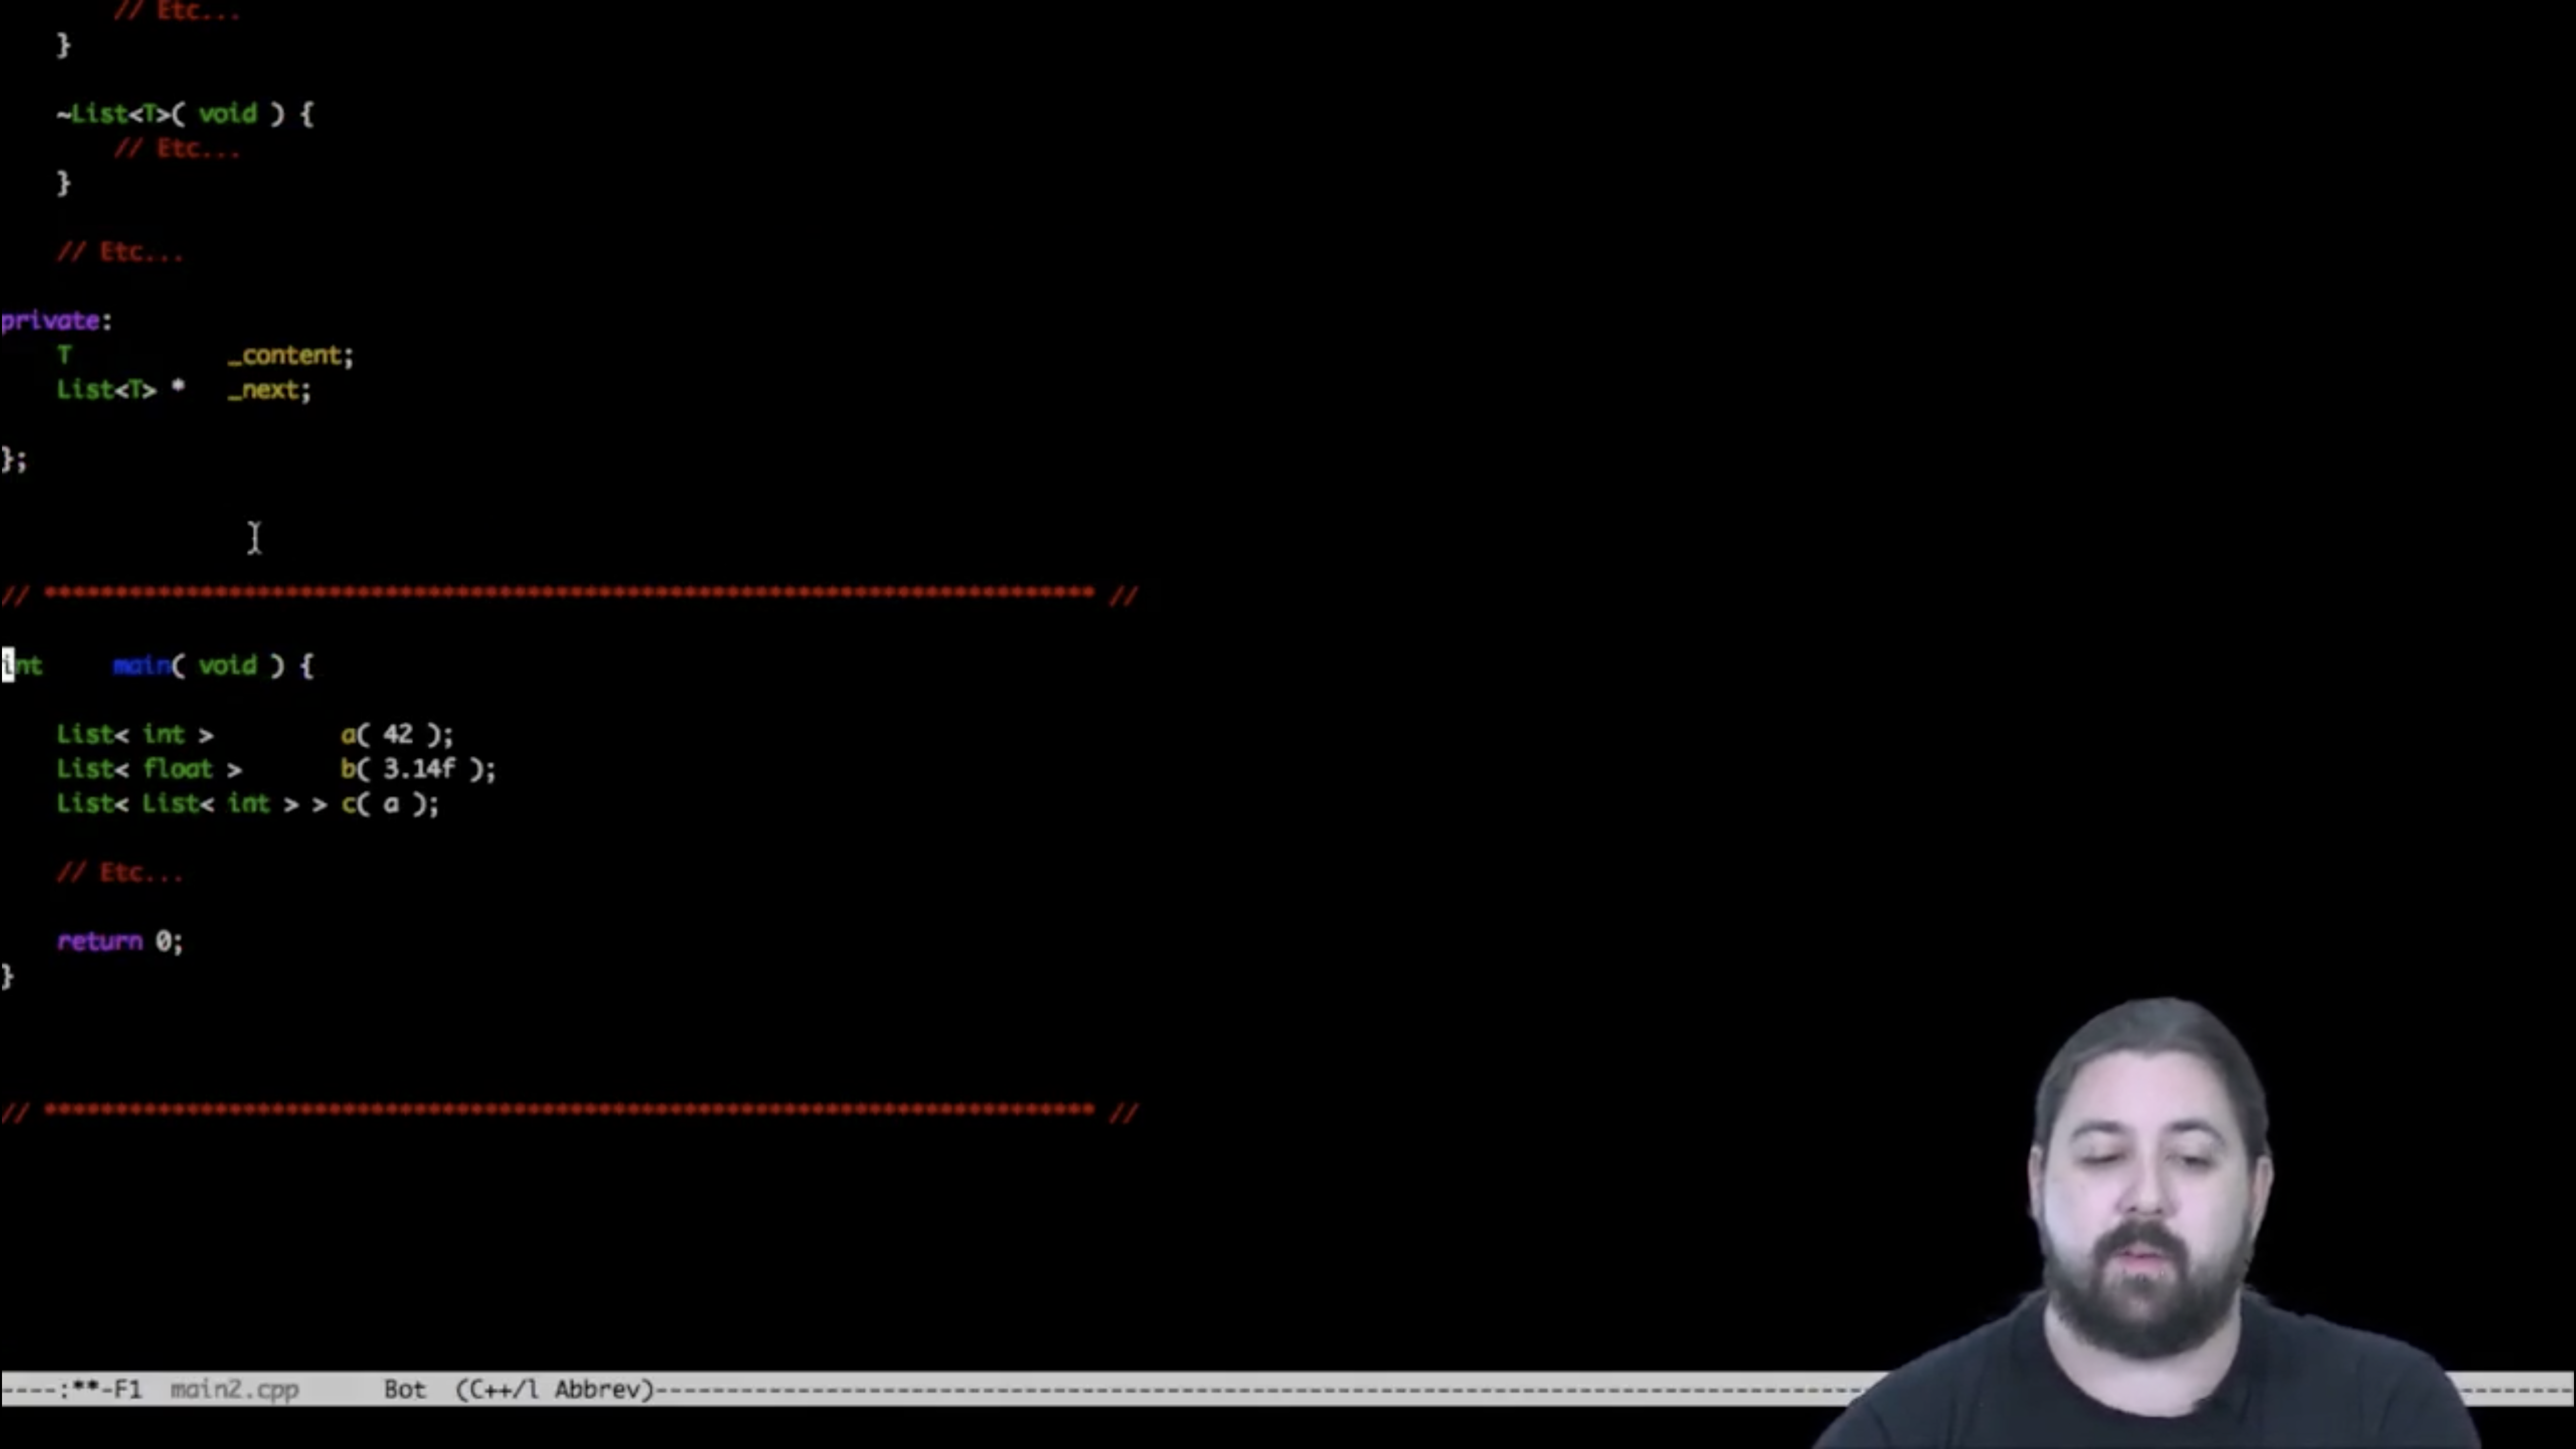 // Etc...
}
~List<T>( void ) {
// Etc...
}
// Etc...
private:
T _content;
List<T> * _next;
};
// ************************************************************************** //
int main( void ) {
List< int > a( 42 );
List< float > b( 3.14f );
List< List< int > > c( a );
// Etc...
return 0;
}
// ************************************************************************** //
----:**-F1 main2.cpp Bot (C++/l Abbrev)----------------------------------------